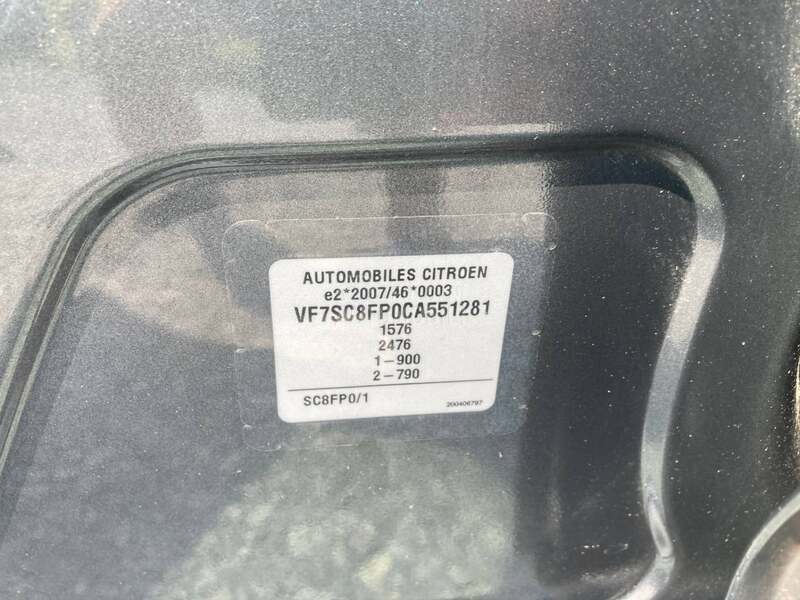 AUTOMOBILES CITROEN
e2*2007/46*0003
VF7SC8FP0CA551281
1576
2476
1-900
2-790
SC8FP0/1
200406797